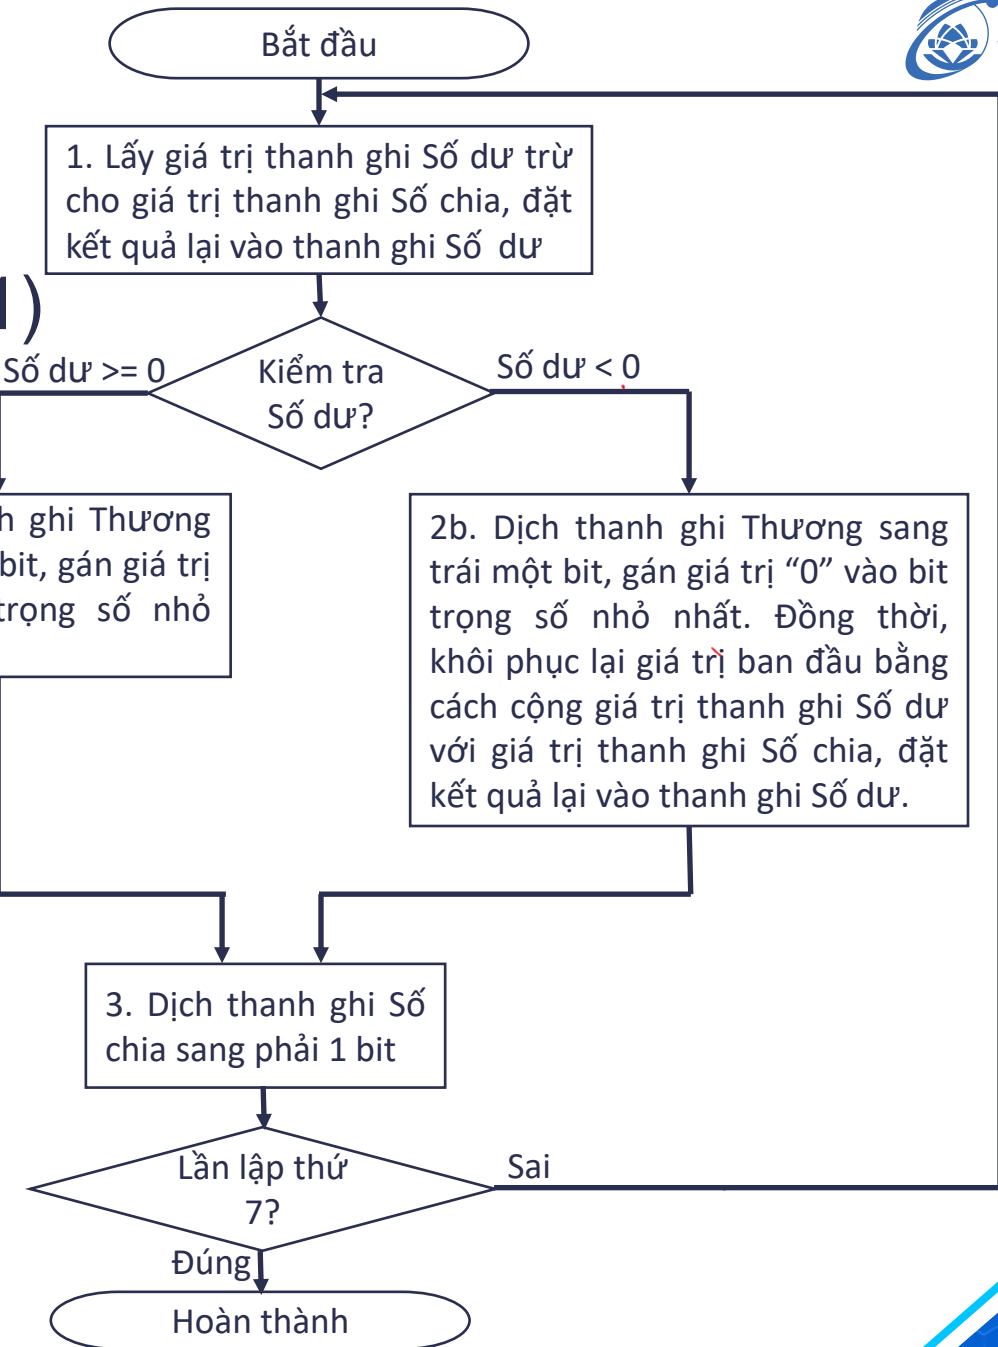 Bắt đầu
1. Lấy giá trị thanh ghi Số dư trừ
cho giá trị thanh ghi Số chia, đặt
kết quả lại vào thanh ghi Số dư
)
Số dư >= 0
Kiểm tra
Số dư?
Số dư < 0
h ghi Thương
bit, gán giá trị
trọng số nhỏ
2b. Dịch thanh ghi Thương sang
trái một bit, gán giá trị “0” vào bit
trọng số nhỏ nhất. Đồng thời,
khôi phục lại giá trị ban đầu bằng
cách cộng giá trị thanh ghi Số dư
với giá trị thanh ghi Số chia, đặt
kết quả lại vào thanh ghi Số dư.
3. Dịch thanh ghi Số
chia sang phải 1 bit
Lần lập thứ
7?
Sai
Đúng
Hoàn thành